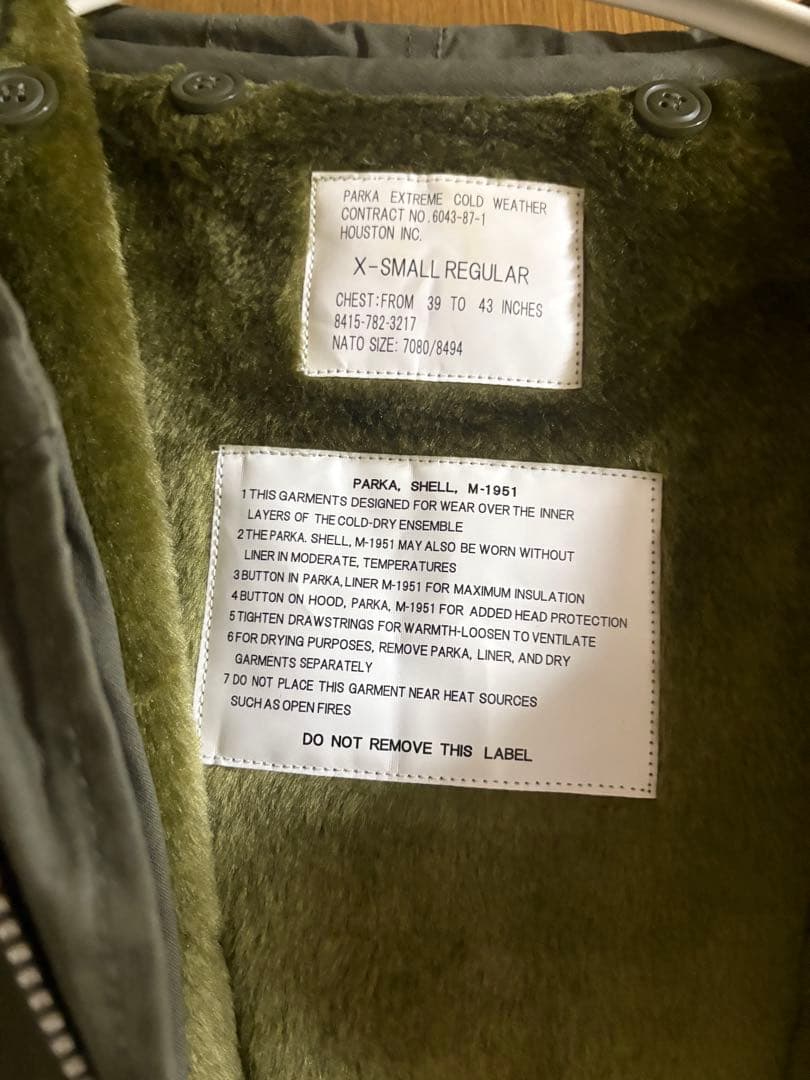 PARKA EXTREME COLD WEATHER
CONTRACT NO.6043-87-1
HOUSTON INC.
X-SMALL REGULAR
CHEST:FROM 39 TO 43 INCHES
8415-782-3217
NATO SIZE: 7080/8494
PARKA, SHELL, M-1951
1 THIS GARMENTS DESIGNED FOR WEAR OVER THE INNER
LAYERS OF THE COLD-DRY ENSEMBLE
2 THE PARKA. SHELL, M-1951 MAY ALSO BE WORN WITHOUT
LINER IN MODERATE, TEMPERATURES
3 BUTTON IN PARKA, LINER M-1951 FOR MAXIMUM INSULATION
4 BUTTON ON HOOD, PARKA, M-1951 FOR ADDED HEAD PROTECTION
5 TIGHTEN DRAWSTRINGS FOR WARMTH-LOOSEN TO VENTILATE
6 FOR DRYING PURPOSES, REMOVE PARKA, LINER, AND DRY
GARMENTS SEPARATELY
7 DO NOT PLACE THIS GARMENT NEAR HEAT SOURCES
SUCH AS OPEN FIRES
DO NOT REMOVE THIS LABEL